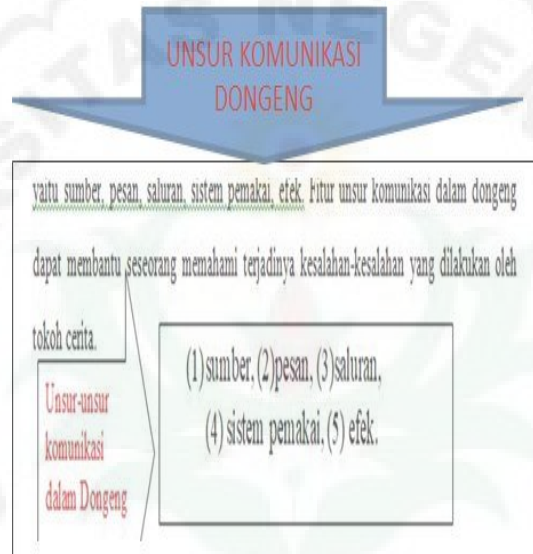 UNSUR KOMUNIKASI
DONGENG
yaitu sumber, pesan, saluran, sistem pemakai, efek. Fitur unsur komunikasi dalam dongeng
dapat membantu seseorang memahami terjadinya kesalahan-kesalahan yang dilakukan oleh
tokoh cerita.
(1) sumber, (2)pesan, (3)saluran,
(4) sistem pemakai, (5) efek.
Unsur-unsur
komunikasi
dalam Dongeng